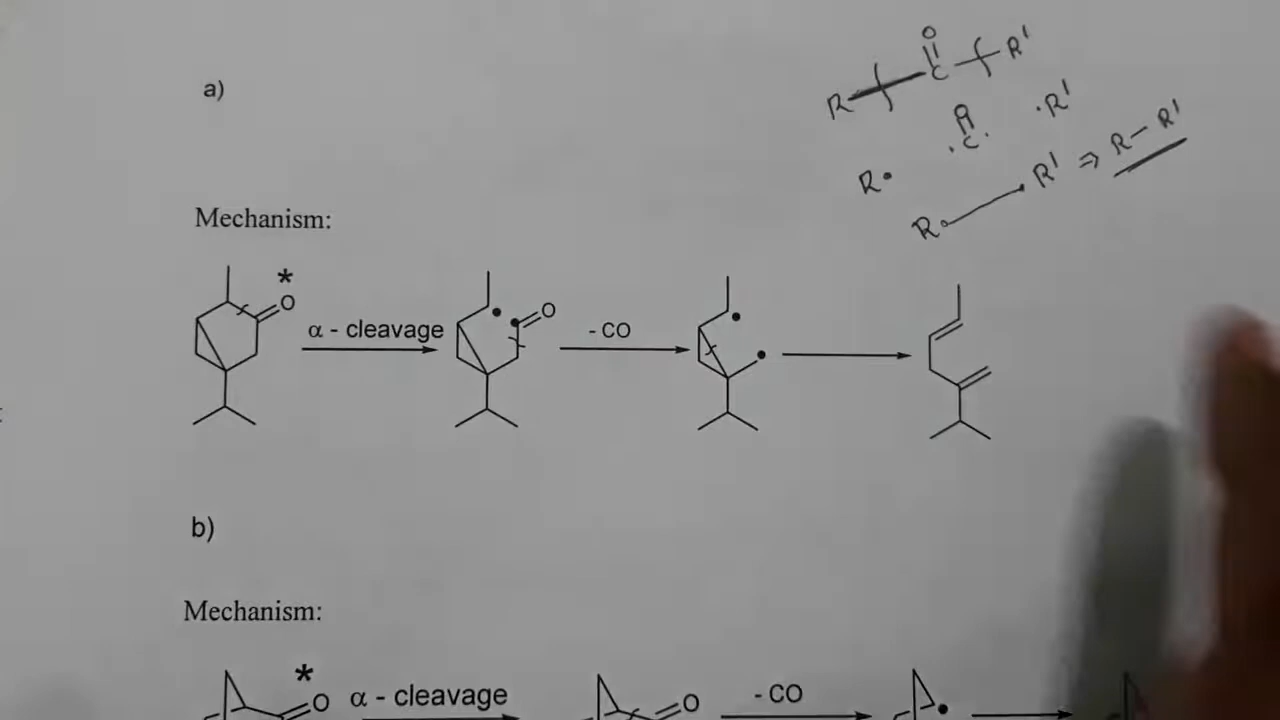 a)
R C O R'
R• ·C· O ·R'
R R' ⇒ R-R'
Mechanism:
* O α - cleavage O - CO
b)
Mechanism:
* O α - cleavage O - CO